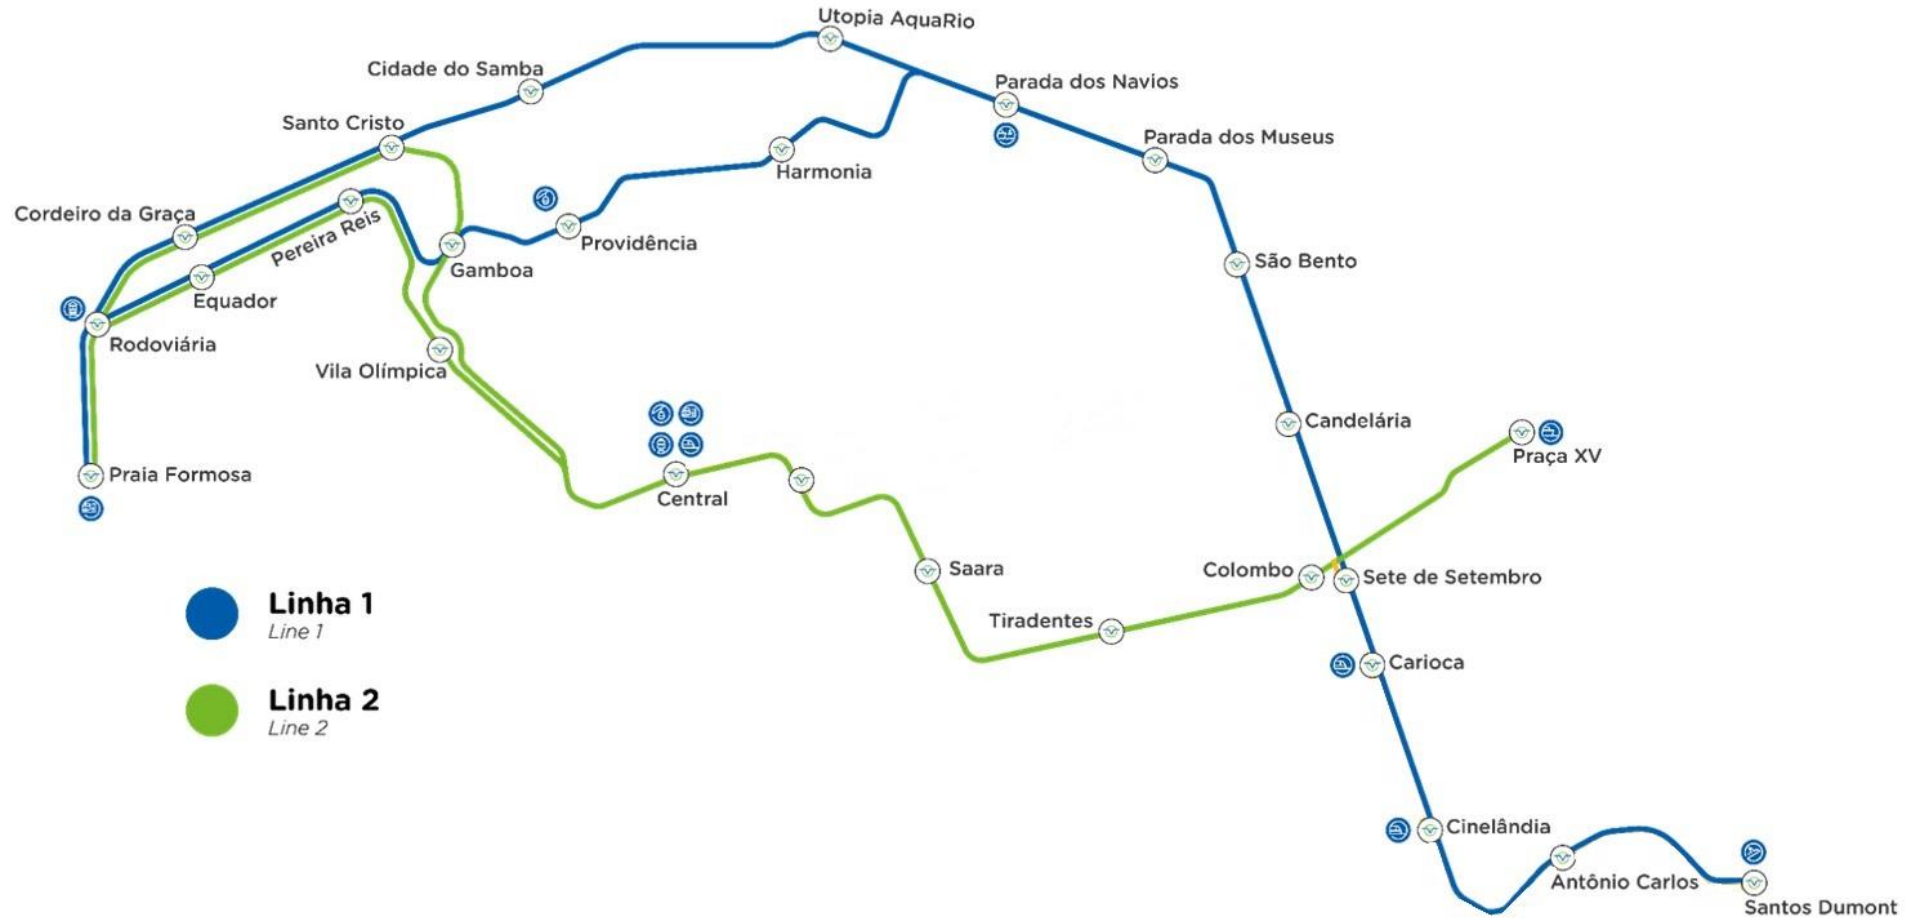 Utopia AquaRio
Cidade do Samba
Parada dos Navios
Santo Cristo
Parada dos Museus
Harmonia
Cordeiro da Graça
Pereira Reis
Providência
Gamboa
São Bento
Equador
Rodoviária
Vila Olímpica
Candelária
Praça XV
Praia Formosa
Central
Saara
Colombo
Sete de Setembro
Tiradentes
Linha 1
Line 1
Carioca
Linha 2
Line 2
Cinelândia
Antônio Carlos
Santos Dumont